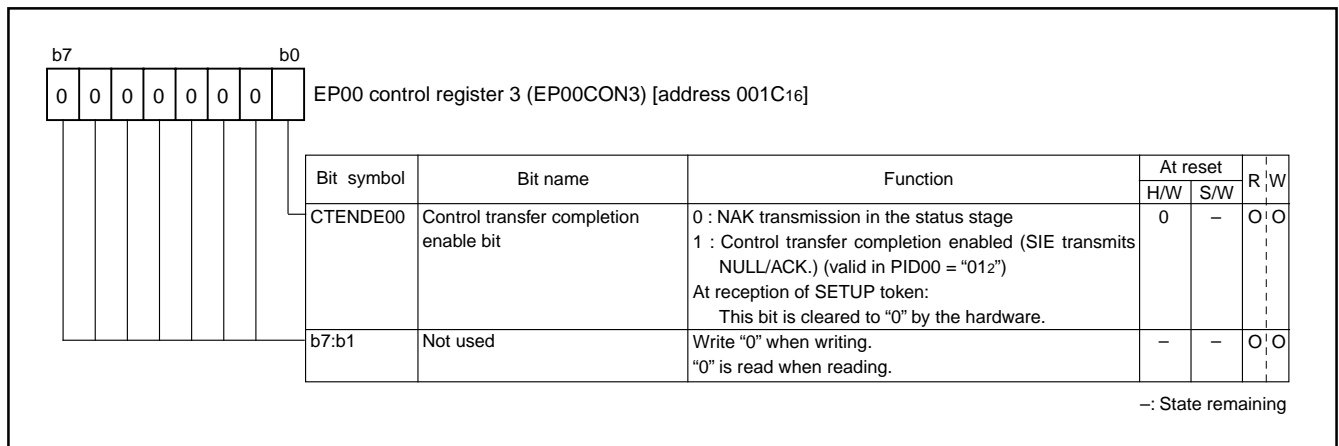 b7 b0
0 0 0 0 0 0 0 EP00 control register 3 (EP00CON3) [address 001C16]
Bit symbol Bit name Function At reset R W
H/W S/W
CTENDE00 Control transfer completion 0 : NAK transmission in the status stage 0 – O O
enable bit 1 : Control transfer completion enabled (SIE transmits
NULL/ACK.) (valid in PID00 = “012”)
At reception of SETUP token:
This bit is cleared to “0” by the hardware.
b7:b1 Not used Write “0” when writing. – – O O
“0” is read when reading.
–: State remaining